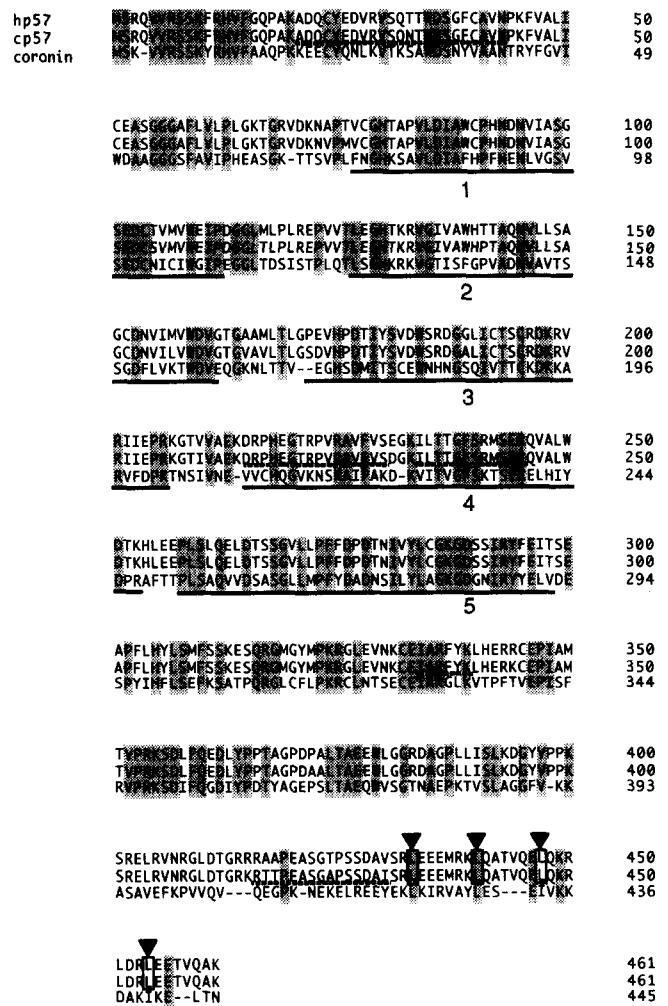 hp57 MSRQVVRSSKFRHVFGQPAKADQCYEDVRVSQTTWDSGFCAVNPKFVALI 50
cp57 MSRQVVRSSKFRHVFGQPAKADQCYEDVRVSQNTWDSGFCAVNPKFVALI 50
coronin MSK-VVRSSKYRHVFAAQPKKEECYQNLKVTKSAWDSNYVAANTRYFGVI 49
CEASGGGAFLVLPLGKTGRVDKNAPTVCGHTAPVLDIAWCPHNDNVIASG 100
CEASGGGAFLVLPLGKTGRVDKNVPMVCGHTAPVLDIAWCPHNDNVIASG 100
WDAAGGGSFAVIPHEASGK-TTSVPLFNGHKSAVLDIAFHPFNENLVGSV 98
1
SEDCTVMVWEIPDGGLMLPLREPVVTLEGHTKRVGIVAWHTTAQNVLLSA 150
SEDCSVMVWEIPDGGLTLPLREPVVTLEGHTKRVGIVAWHPTAQNVLLSA 150
SEDCNICIWGIPEGGLTDSISTPLQTLSGHKRKVGTISFGPVADNVAVTS 148
2
GCDNVIMVWDVGTGAAMLTLGPEVHPDTIYSVDWSRDGGLICTSCRDKRV 200
GCDNVILVWDVGTGVAVLTLGSDVHPDTIYSVDWSRDGALICTSCRDKRV 200
SGDFLVKTWDVEQGKNLTTV--EGHSDMITSCEWNHNGSQIVTTCKDKKA 196
3
RIIEPRKGTVVAEKDRPHEGTRPVRAVFVSEGKILTTGFSRMSERQVALW 250
RIIEPRKGTVVAEKDRPHEGTRPVRAVFVSDGKILTTGFSRMSERQVALW 250
RVFDPRTNSIVNE-VVCHQGVKNSRAIFAKD-KVITVGFSKTSERELHIY 244
4
DTKHLEEPLSLQELDTSSGVLLPFFDPDTNIVYLCGKGDSSIRYFEITSE 300
DTKHLEEPLSLQELDTSSGVLLPFFDPDTNIVYLCGKGDSSIRYFEITSE 300
DPRAFTTPLSAQVVDSASGLLMPFYDADNSILYLAGKGDGNIRYYELVDE 294
5
APFLHYLSMFSSKESQRGMGYMPKRGLEVNKCEIARFYKLHERRCEPIAM 350
APFLHYLSMFSSKESQRGMGYMPKRGLEVNKCEIARFYKLHERKCEPIAM 350
SPYIHFLSEFKSATPQRGLCFLPKRCLNTSECEIARGLKVTPFTVEPISF 344
TVPRKSDLFQEDLYPPTAGPDPALTAEEWLGGRDAGPLLISLKDGYVPPK 400
TVPRKSDLFQEDLYPPTAGPDAALTAEEWLGGRDAGPLLISLKDGYVPPK 400
RVPRKSDIFQGDIYPDTYAGEPSLTAEQWVSGTNAEPKTVSLAGGFV-KK 393
SRELRVNRGLDTGRRRAAPEASGTPSSDAVSRLEEEMRKLQATVQELQKR 450
SRELRVNRGLDTGRKRTTPEASGAPSSDAISRLEEEMRKLQATVQELQKR 450
ASAVEFKPVVQV---QEGPK-NEKELREEYEKLKIRVAYLES---EIVKK 436
LDRLEETVQAK 461
LDRLEETVQAK 461
DAKIKE--LTN 445